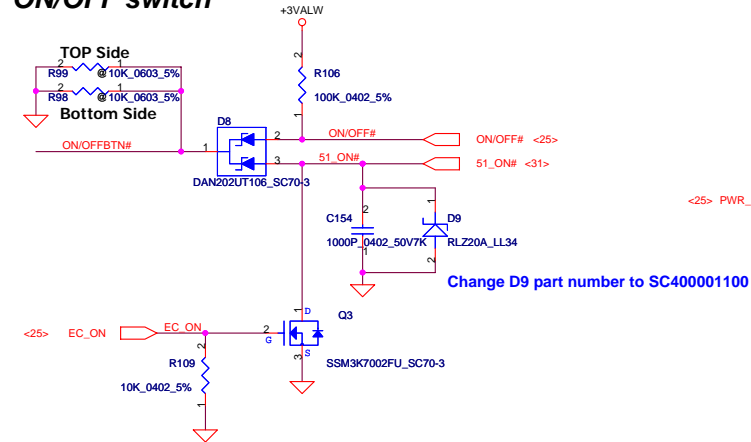 ON/OFF switch
+3VALW
TOP Side
2 1
R99 @10K_0603_5%
2 1
R98 @10K_0603_5%
Bottom Side
2
R106
100K_0402_5%
1
D8
ON/OFFBTN#
1
2
ON/OFF#
ON/OFF# <25>
3
51_ON#
51_ON# <31>
DAN202UT106_SC70-3
<25> PWR_
C154
2
1000P_0402_50V7K
1
1
D9
RLZ20A_LL34
2
Change D9 part number to SC400001100
1
D
Q3
<25> EC_ON
EC_ON
2
G
S
3
SSM3K7002FU_SC70-3
2
R109
10K_0402_5%
1